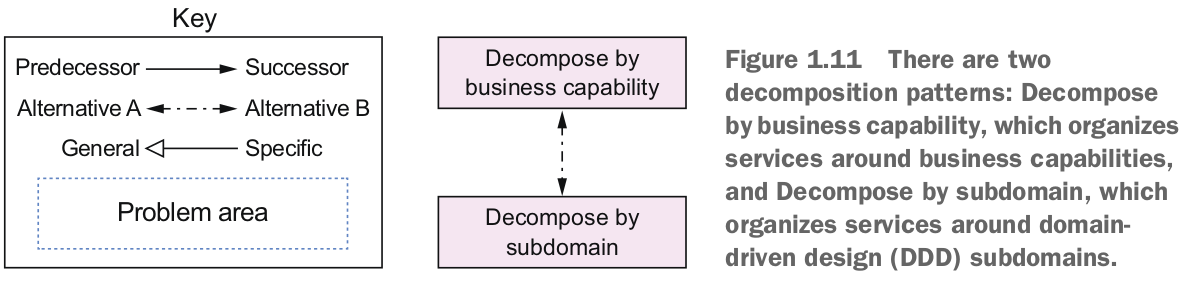 Key
Predecessor Successor
Alternative A Alternative B
General Specific
Problem area
Decompose by
business capability
Decompose by
subdomain
Figure 1.11 There are two
decomposition patterns: Decompose
by business capability, which organizes
services around business capabilities,
and Decompose by subdomain, which
organizes services around domain-
driven design (DDD) subdomains.